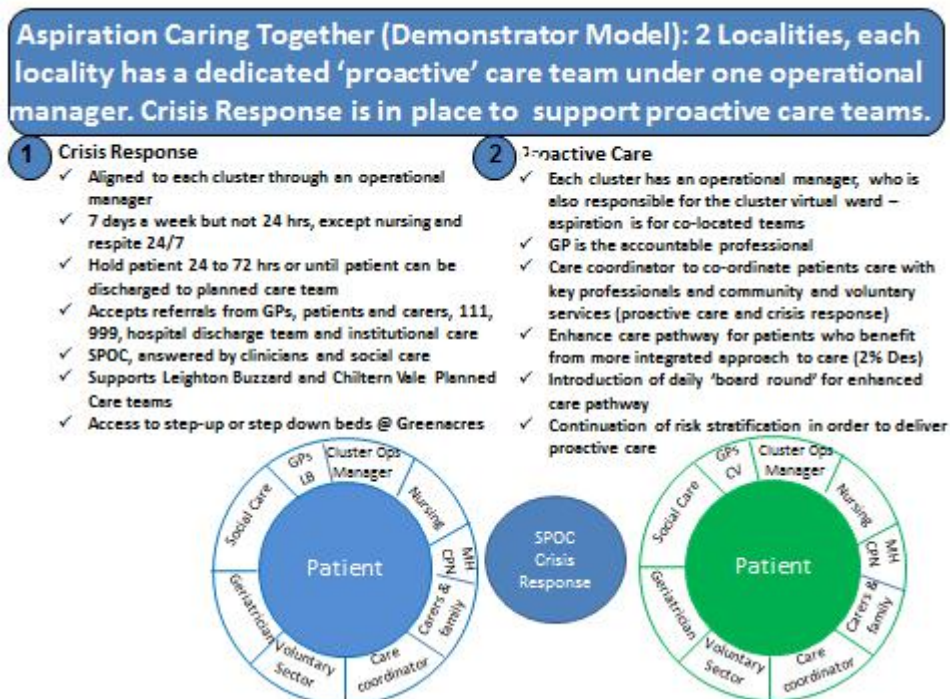 Aspiration Caring Together (Demonstrator Model): 2 Localities, each
locality has a dedicated ‘proactive’ care team under one operational
manager. Crisis Response is in place to support proactive care teams.
1 Crisis Response
✓ Aligned to each cluster through an operational
manager
✓ 7 days a week but not 24 hrs, except nursing and
respite 24/7
✓ Hold patient 24 to 72 hrs or until patient can be
discharged to planned care team
✓ Accepts referrals from GPs, patients and carers, 111,
999, hospital discharge team and institutional care
✓ SPOC, answered by clinicians and social care
✓ Supports Leighton Buzzard and Chiltern Vale Planned
Care teams
✓ Access to step-up or step down beds @ Greenacres
2 Proactive Care
✓ Each cluster has an operational manager, who is
also responsible for the cluster virtual ward –
aspiration is for co-located teams
✓ GP is the accountable professional
✓ Care coordinator to co-ordinate patients care with
key professionals and community and voluntary
services (proactive care and crisis response)
✓ Enhance care pathway for patients who benefit
from more integrated approach to care (2% Des)
✓ Introduction of daily ‘board round’ for enhanced
care pathway
✓ Continuation of risk stratification in order to deliver
proactive care
GPs
LB
Cluster Ops
Manager
Nursing
MH
CPN
Carers &
family
Care
coordinator
Voluntary
Sector
Geriatrician
Social Care
Patient
SPOC
Crisis
Response
GPs
CV
Cluster Ops
Manager
Nursing
MH
CPN
Carers &
family
Care
coordinator
Voluntary
Sector
Geriatrician
Social Care
Patient